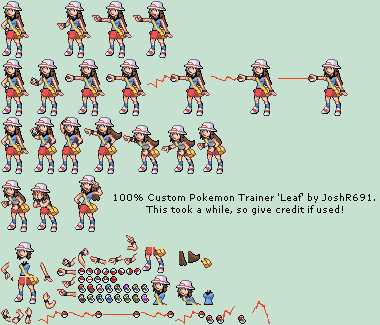 100% Custom Pokemon Trainer 'Leaf' by JoshR691.
This took a while, so give credit if used!